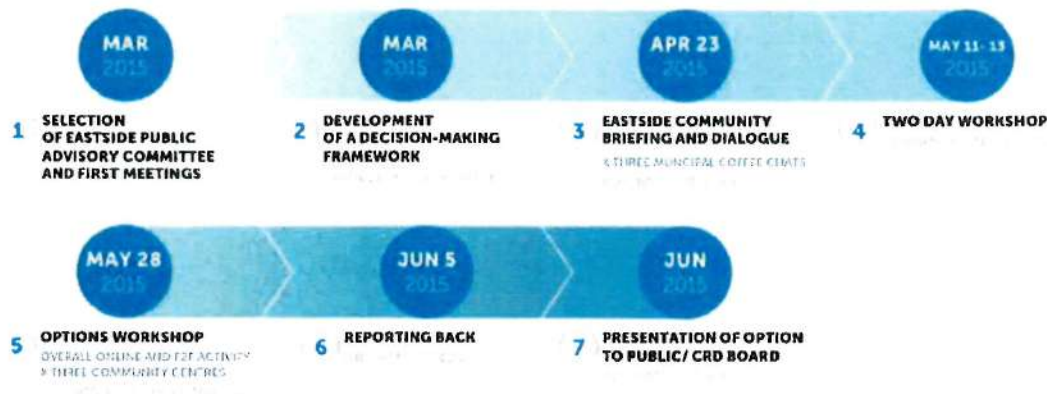 MAR
2015
MAR
2015
APR 23
2015
MAY 11-13
2015
1 SELECTION
OF EASTSIDE PUBLIC
ADVISORY COMMITTEE
AND FIRST MEETINGS
2 DEVELOPMENT
OF A DECISION-MAKING
FRAMEWORK
3 EASTSIDE COMMUNITY
BRIEFING AND DIALOGUE
& THREE MUNICIPAL COFFEE CHATS
4 TWO DAY WORKSHOP
MAY 28
2015
JUN 5
2015
JUN
2015
5 OPTIONS WORKSHOP
OVERALL ONLINE AND F2F ACTIVITY
& THREE COMMUNITY CENTRES
6 REPORTING BACK
7 PRESENTATION OF OPTION
TO PUBLIC/ CRD BOARD